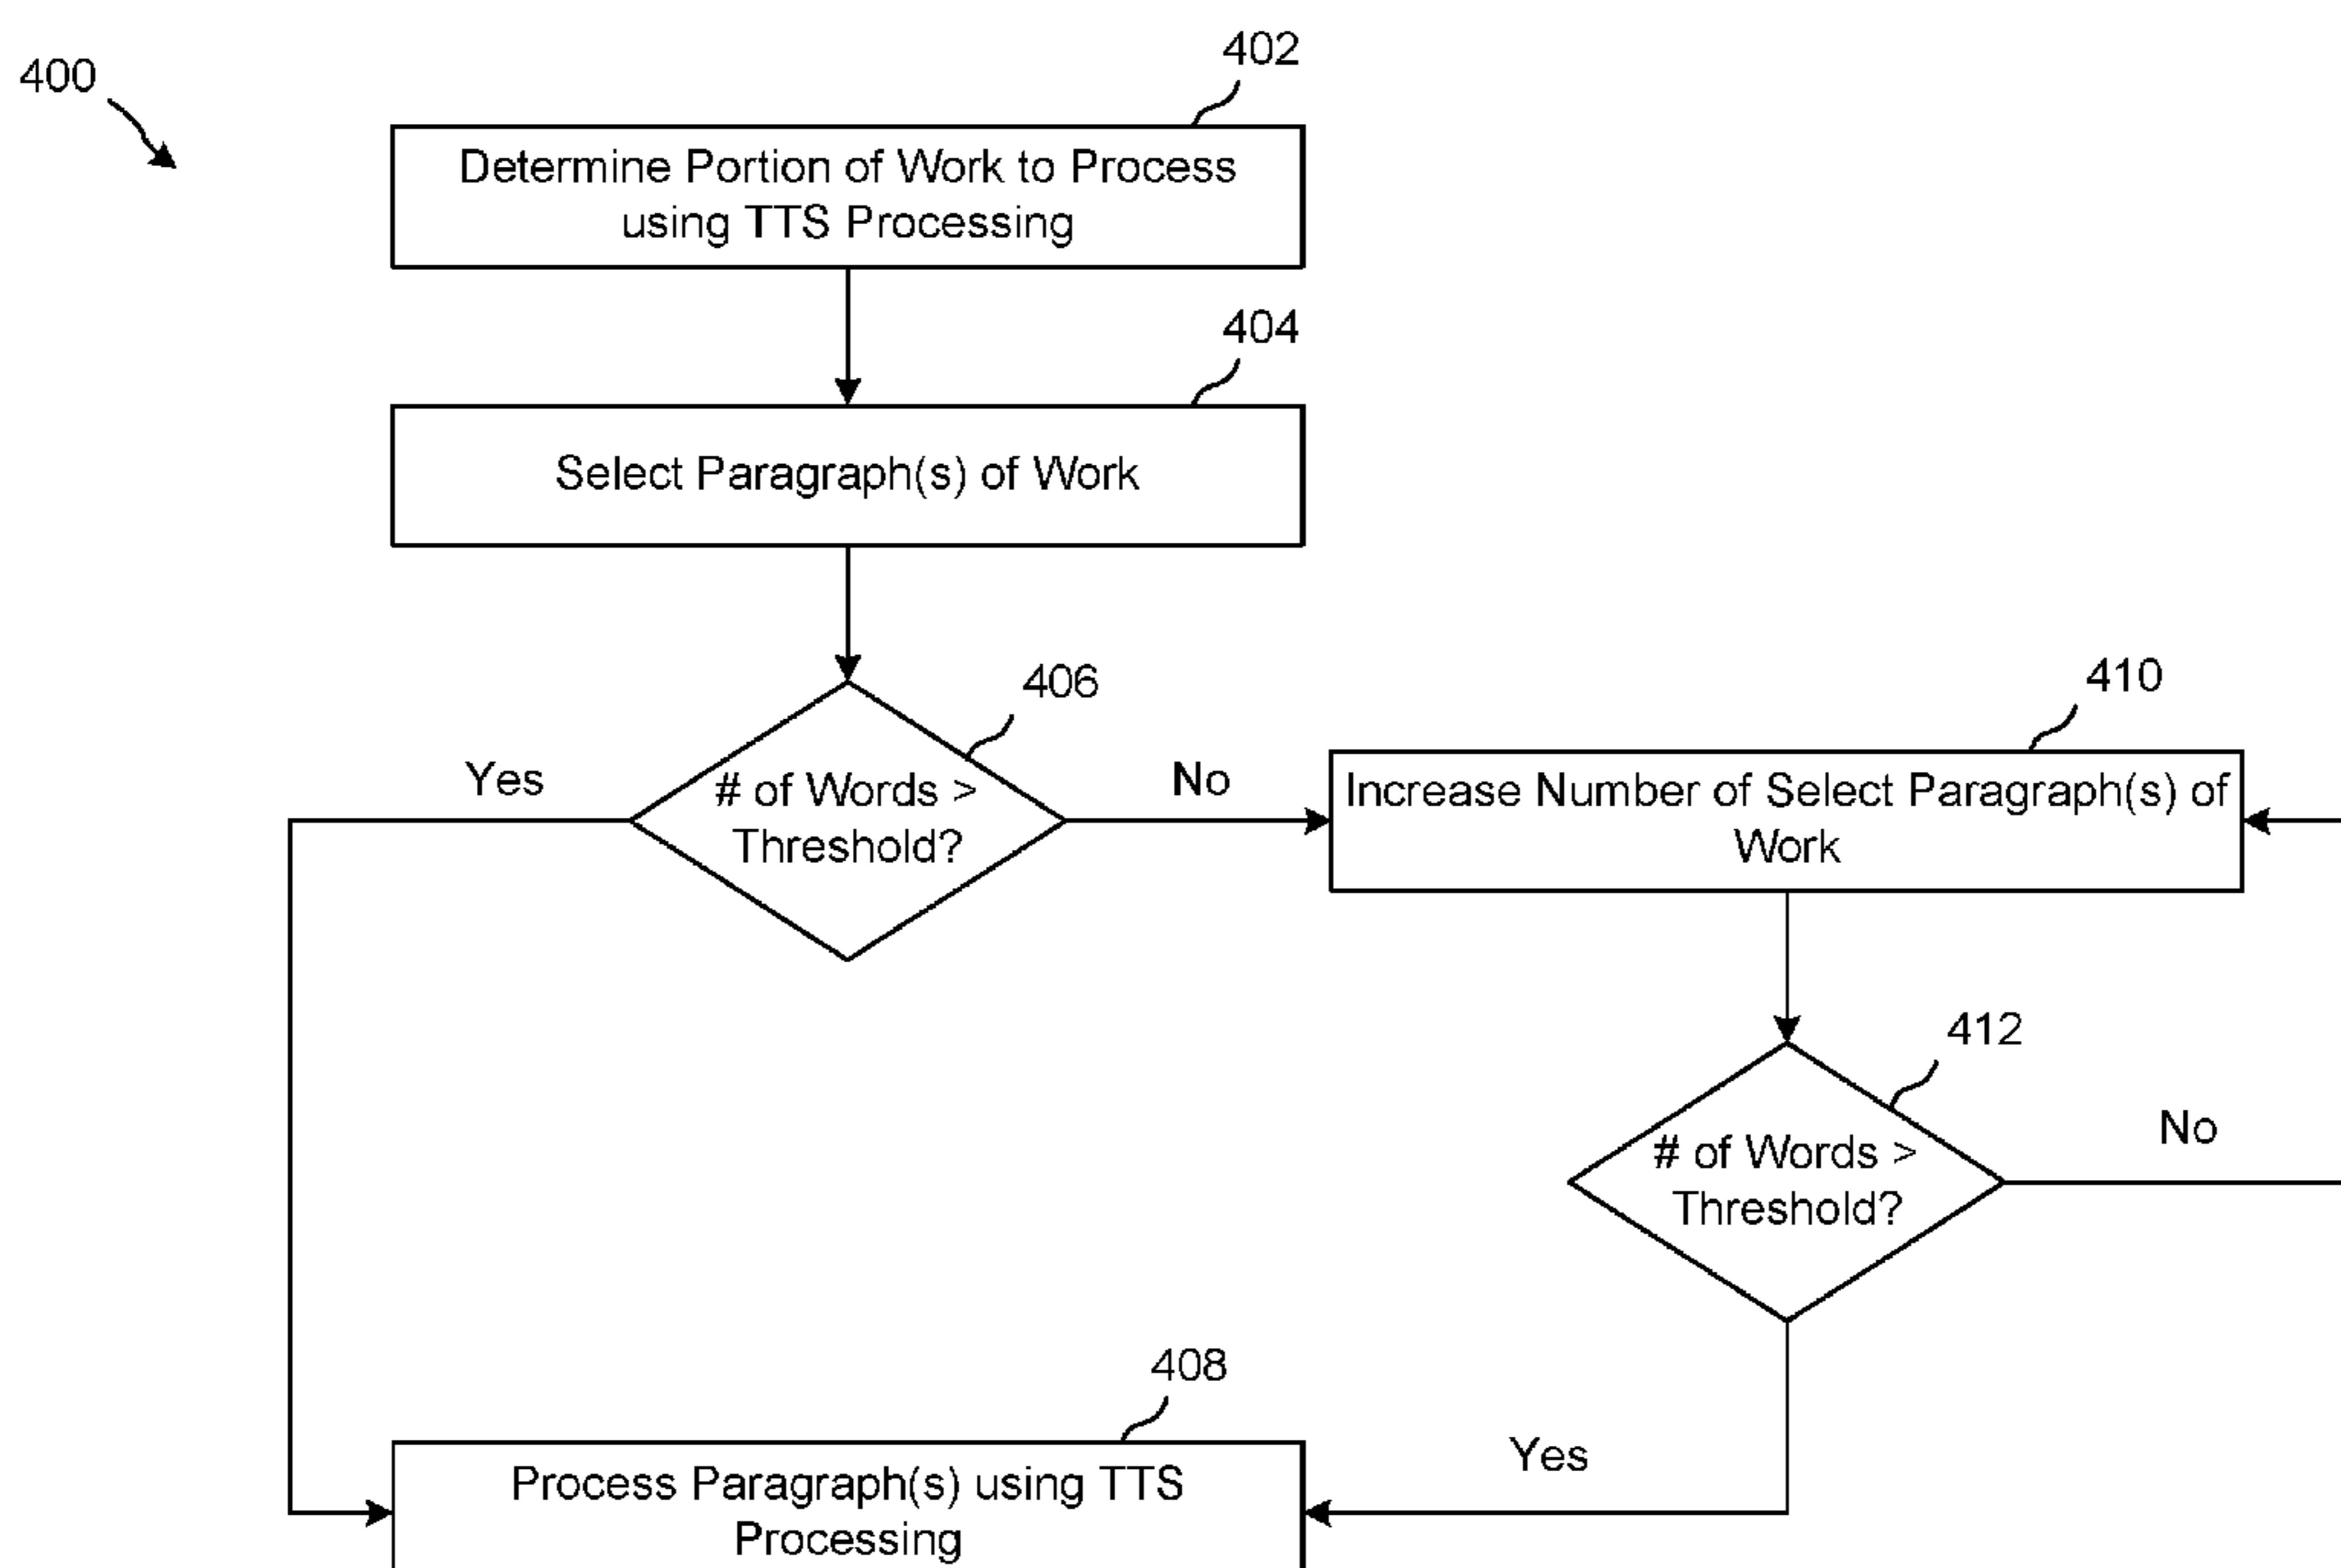 400
402
Determine Portion of Work to Process
using TTS Processing
404
Select Paragraph(s) of Work
406
Yes
# of Words >
Threshold?
No
410
Increase Number of Select Paragraph(s) of
Work
412
# of Words >
Threshold?
No
408
Yes
Process Paragraph(s) using TTS
Processing